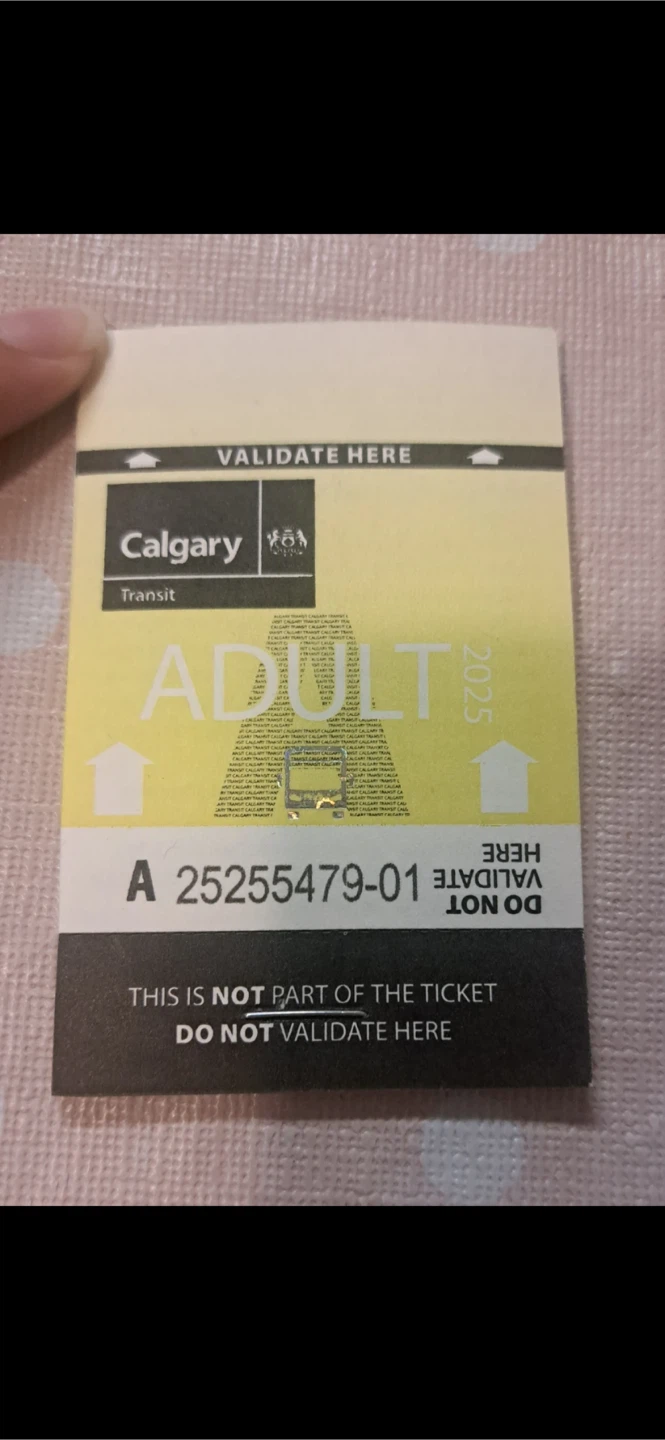 VALIDATE HERE
Calgary
Transit
ADULT
2025
A 25255479-01
DO NOT
VALIDATE
HERE
THIS IS NOT PART OF THE TICKET
DO NOT VALIDATE HERE